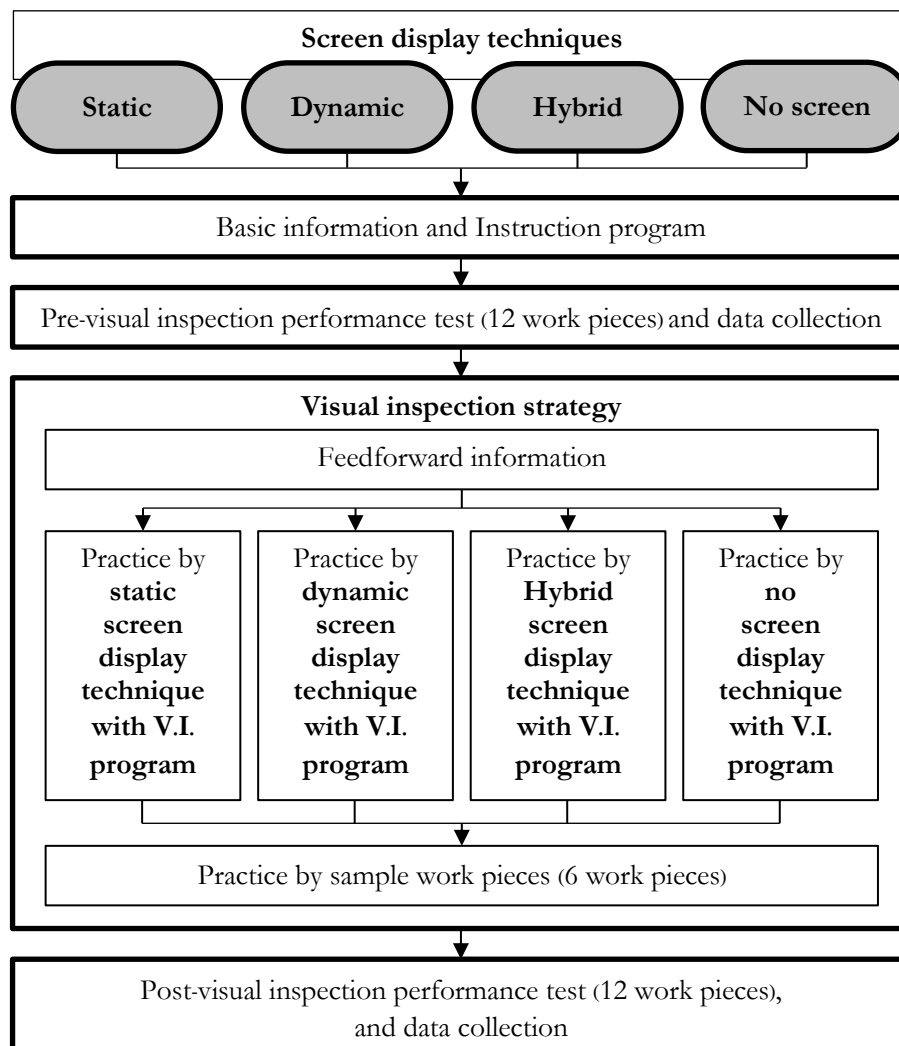 Screen display techniques
Static
Dynamic
Hybrid
No screen
Basic information and Instruction program
Pre-visual inspection performance test (12 work pieces) and data collection
Visual inspection strategy
Feedforward information
Practice by
static
screen
display
technique
with V.I.
program
Practice by
dynamic
screen
display
technique
with V.I.
program
Practice by
Hybrid
screen
display
technique
with V.I.
program
Practice by
no
screen
display
technique
with V.I.
program
Practice by sample work pieces (6 work pieces)
Post-visual inspection performance test (12 work pieces),
and data collection